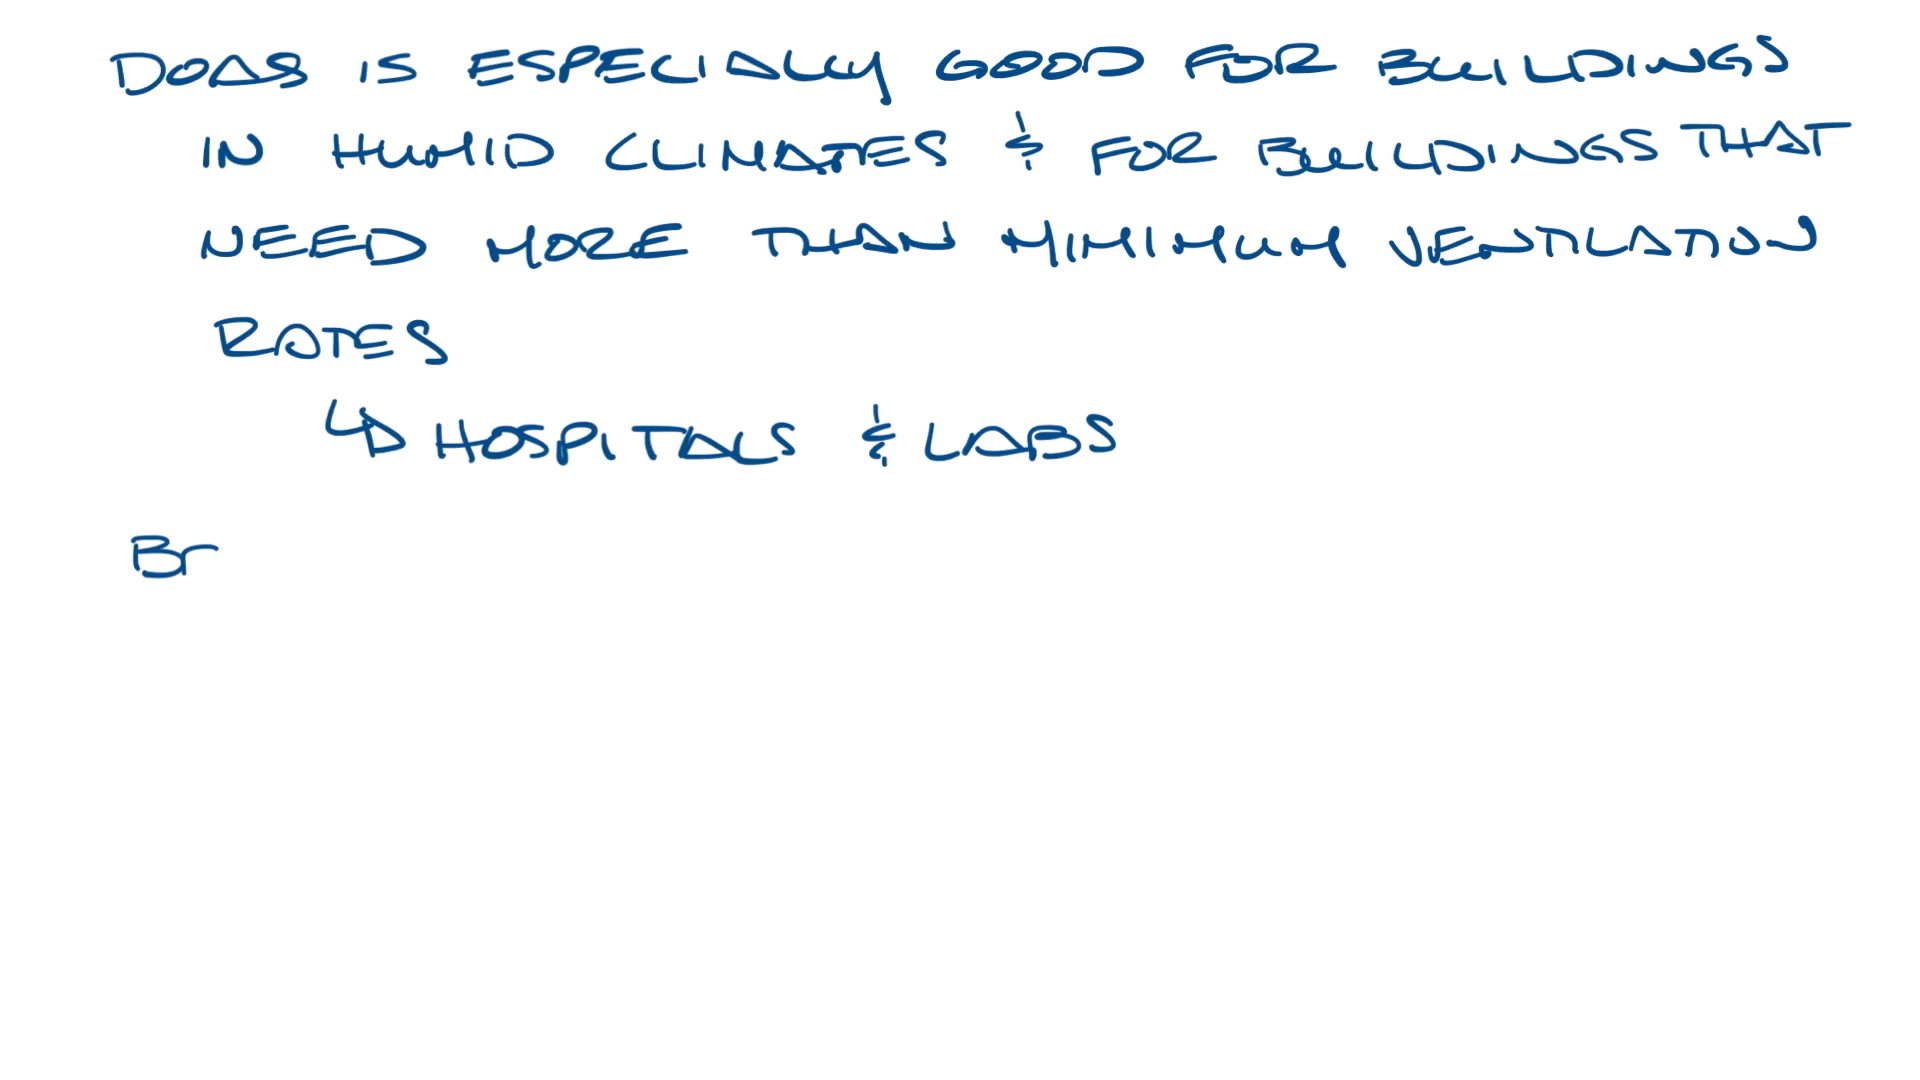 DOAS IS ESPECIALLY GOOD FOR BUILDINGS
IN HUMID CLIMATES & FOR BUILDINGS THAT
NEED MORE THAN MINIMUM VENTILATION
RATES
↳ HOSPITALS & LABS
Br